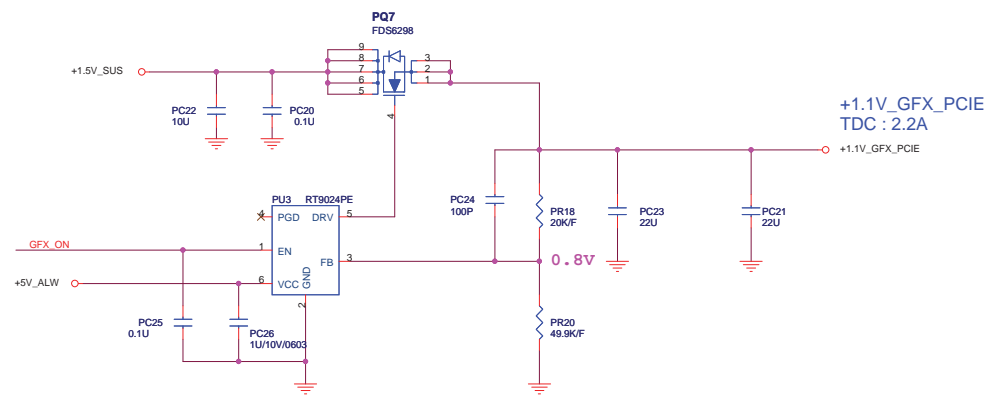 PQ7
FDS6298
9
8
7
6
5
3
2
1
4
+1.5V_SUS
PC22
10U
PC20
0.1U
+1.1V_GFX_PCIE
TDC : 2.2A
+1.1V_GFX_PCIE
PU3 RT9024PE
PC24
100P
PR18
20K/F
PC23
22U
PC21
22U
4 PGD DRV 5
GFX_ON
1 EN
FB 3
0.8V
+5V_ALW
6 VCC GND
2
PC25
0.1U
PC26
1U/10V/0603
PR20
49.9K/F